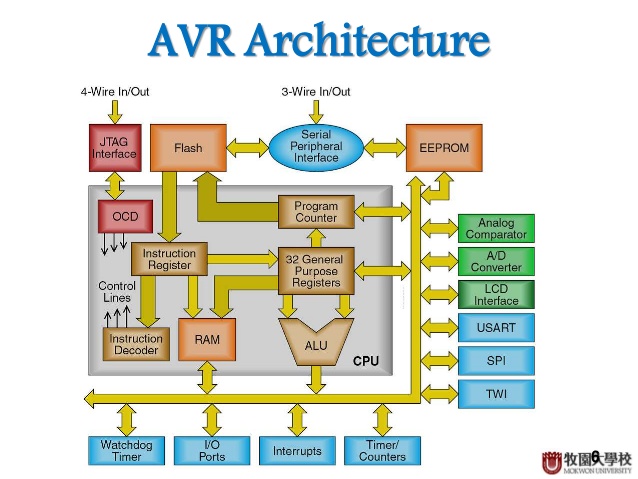 AVR Architecture
4-Wire In/Out
3-Wire In/Out
JTAG
Interface
Flash
Serial
Peripheral
Interface
EEPROM
OCD
Program
Counter
Instruction
Register
32 General
Purpose
Registers
Control
Lines
Instruction
Decoder
RAM
ALU
CPU
Analog
Comparator
A/D
Converter
LCD
Interface
USART
SPI
TWI
Watchdog
Timer
I/O
Ports
Interrupts
Timer/
Counters
6
牧園大學校
MOKWON UNIVERSITY